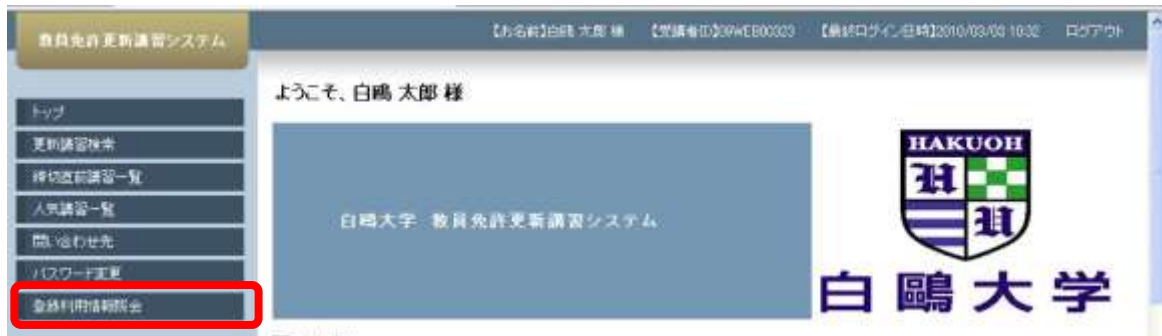 教員免許更新講習システム
【お名前】白鴎 太郎 様 【受講者ID】09WEB00323 【最終ログイン日時】2010/03/03 10:32 ログアウト
ようこそ、白鴎 太郎 様
トップ
更新講習検索
締切直前講習一覧
人気講習一覧
問い合わせ先
パスワード変更
登録利用情報照会
白鴎大学 教員免許更新講習システム
HAKUOH
H
U
白鷗大学